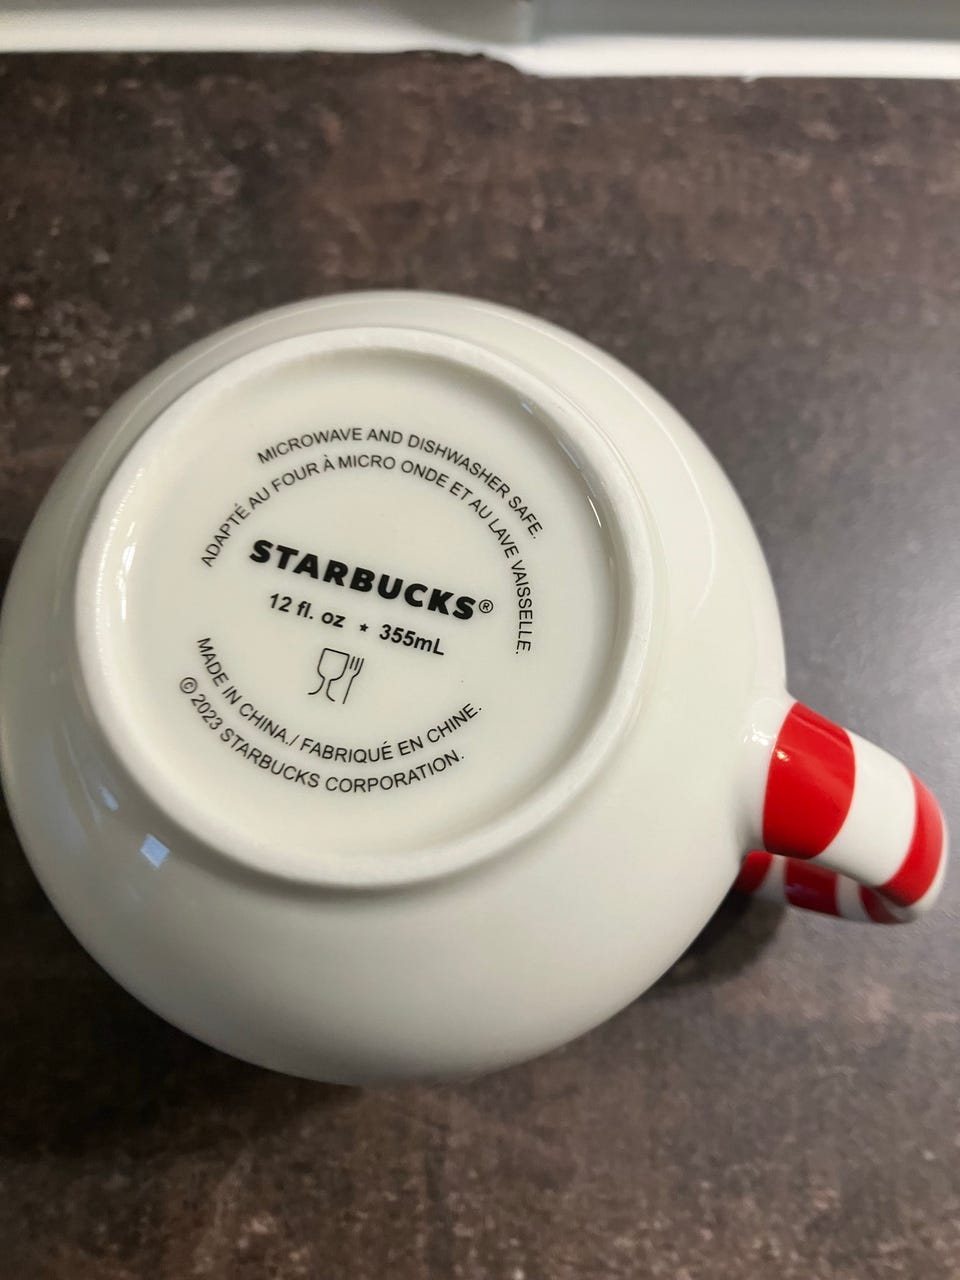 MICROWAVE AND DISHWASHER SAFE.
ADAPTÉ AU FOUR À MICRO ONDE ET AU LAVE VAISSELLE.
STARBUCKS®
12 fl. oz ★ 355mL
MADE IN CHINA./ FABRIQUÉ EN CHINE.
© 2023 STARBUCKS CORPORATION.